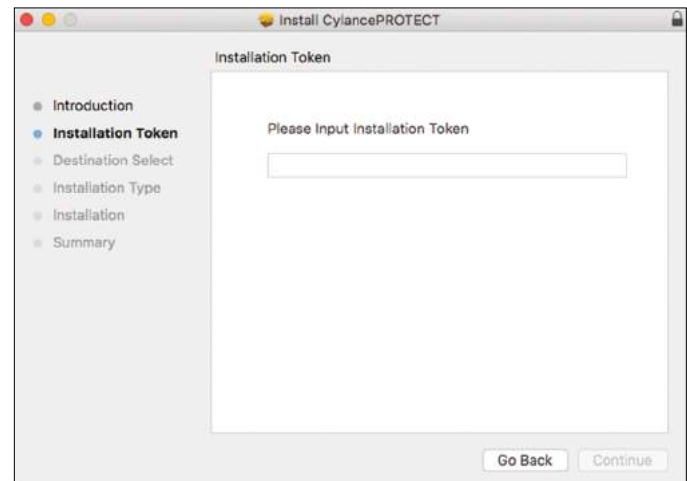 Install CylancePROTECT
Installation Token
Introduction
Installation Token
Destination Select
Installation Type
Installation
Summary
Please Input Installation Token
Go Back
Continue